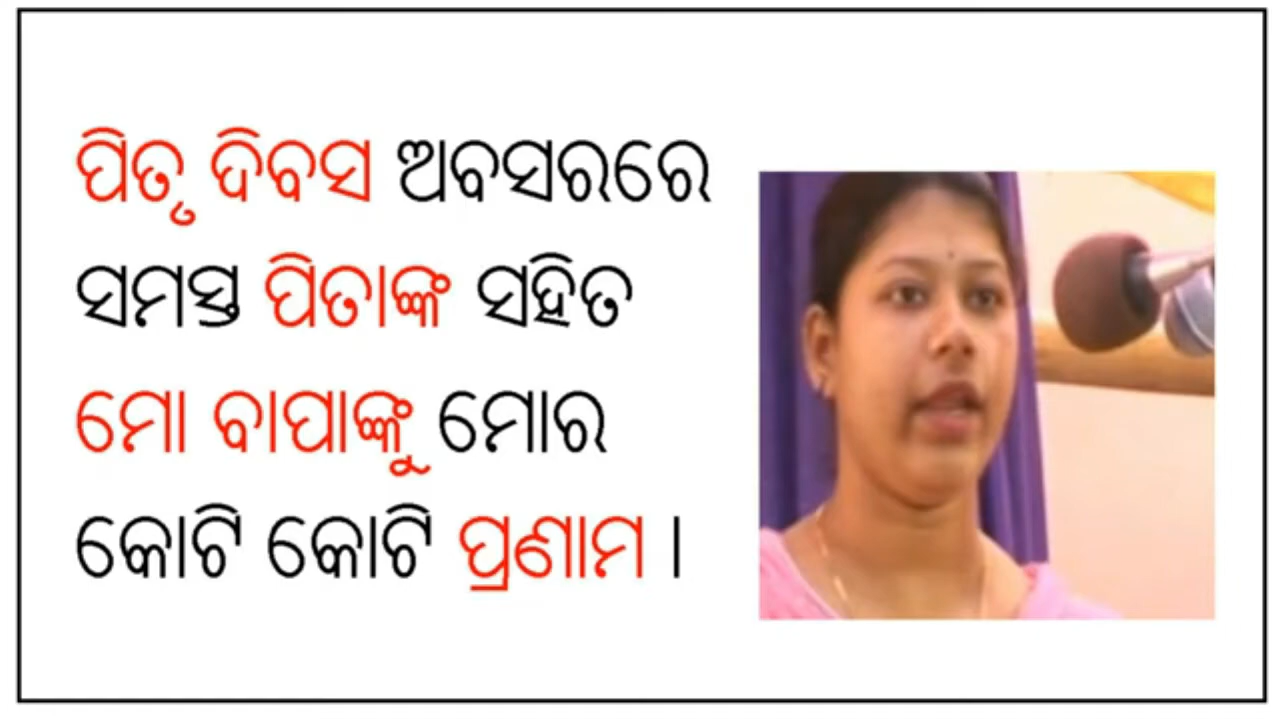 ପିତୃ ଦିବସ ଅବସରରେ
ସମସ୍ତ ପିତାଙ୍କ ସହିତ
ମୋ ବାପାଙ୍କୁ ମୋର
କୋଟି କୋଟି ପ୍ରଣାମ ।